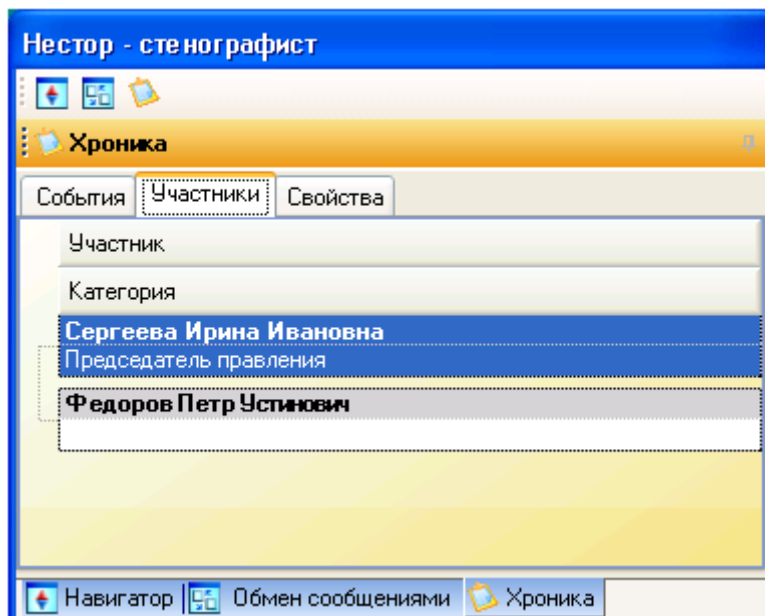 Нестор - стенографист
Хроника
События Участники Свойства
Участник
Категория
Сергеева Ирина Ивановна
Председатель правления
Федоров Петр Устинович
Навигатор Обмен сообщениями Хроника